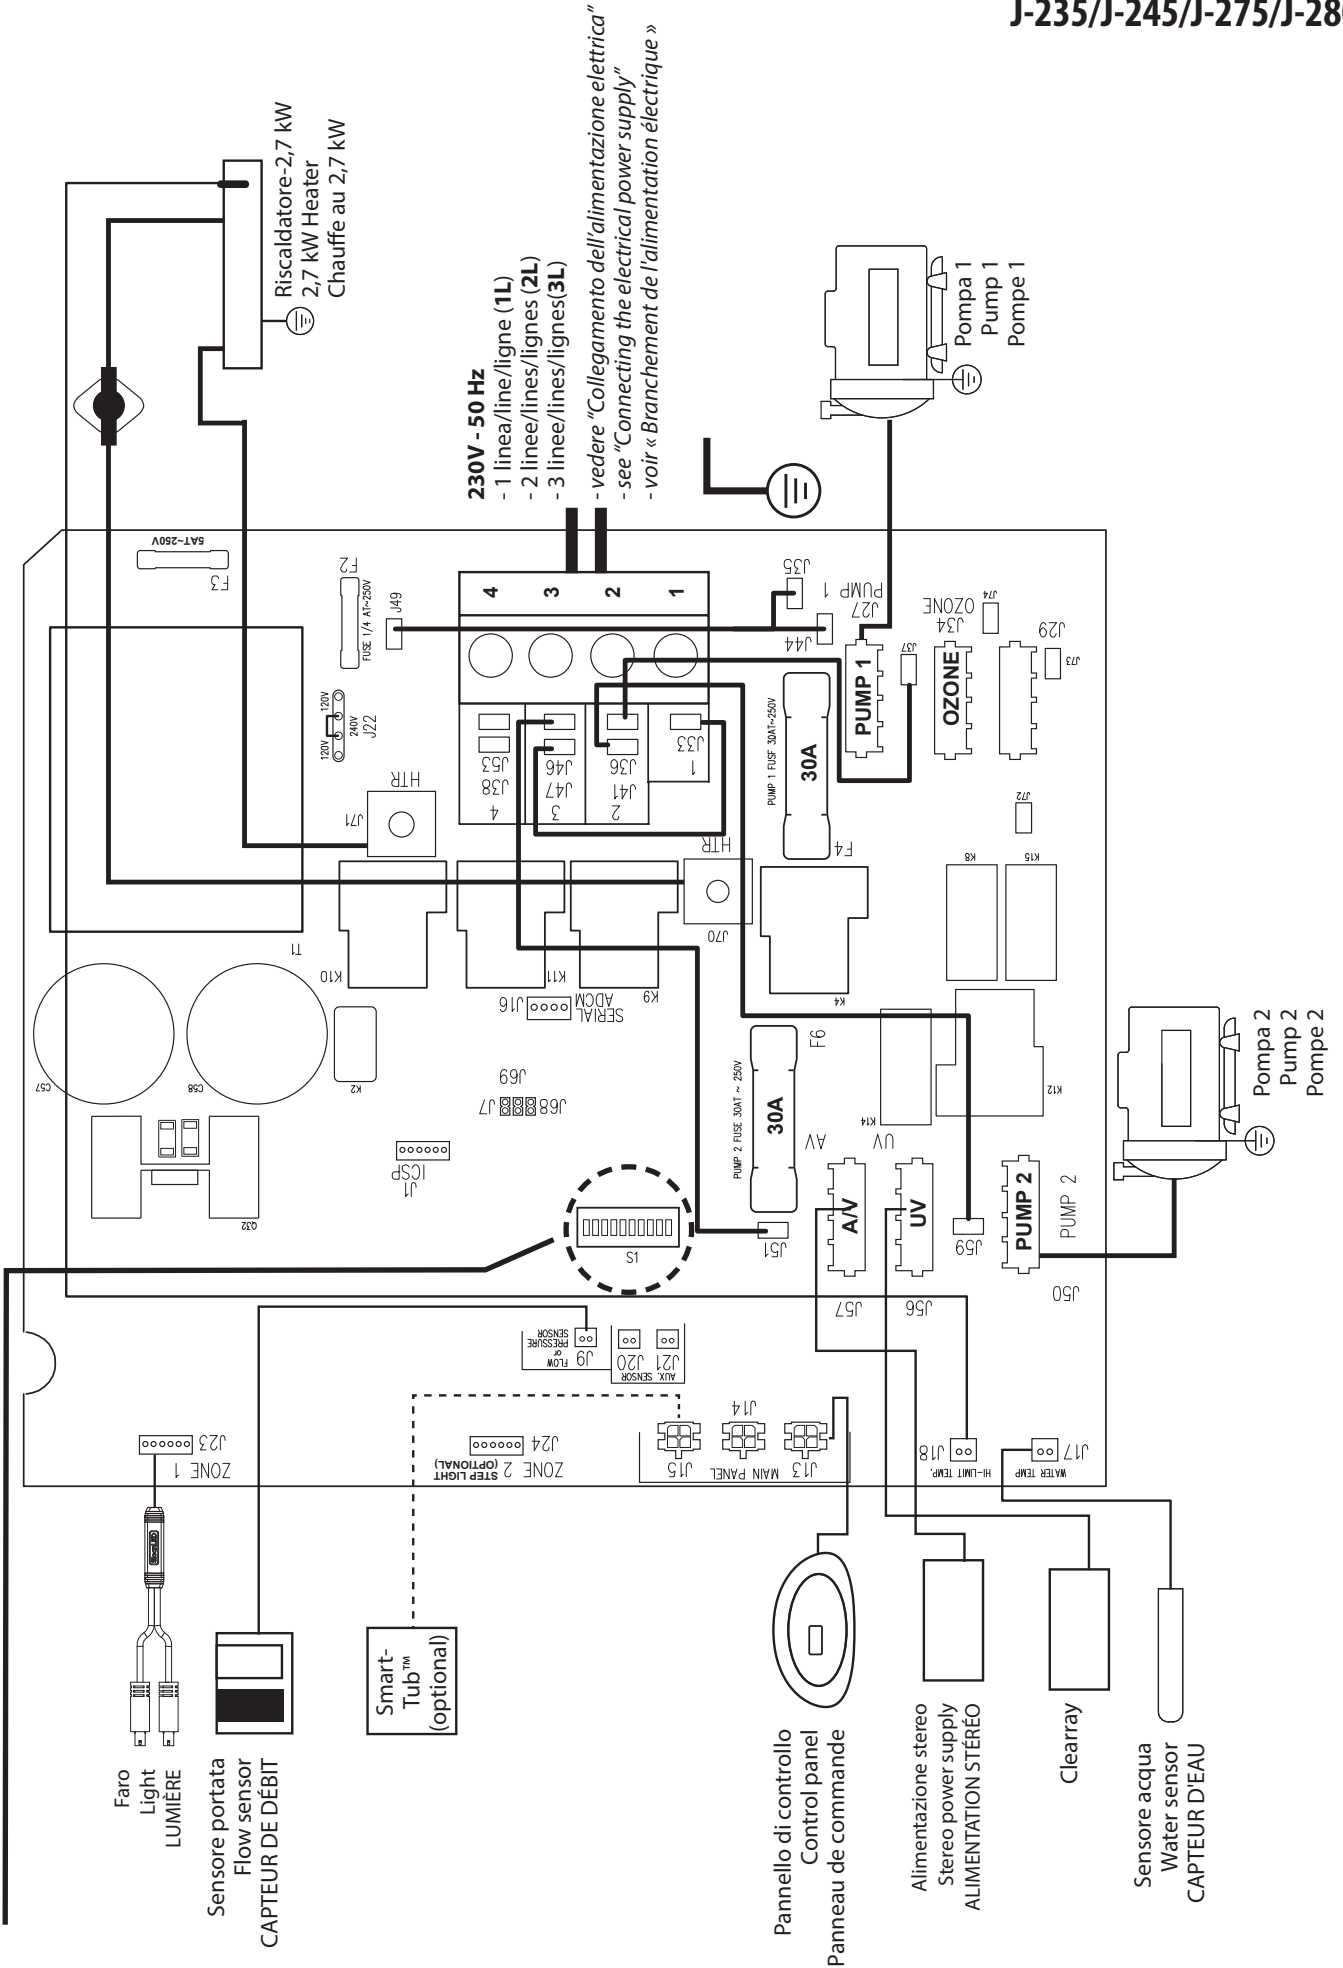 J-235/J-245/J-275/J-28
Riscaldatore-2,7 kW
2,7 kW Heater
Chauffe au 2,7 kW
230V - 50 Hz
- 1 linea/line/ligne (1L)
- 2 linee/lines/lignes (2L)
- 3 linee/lines/lignes(3L)
- vedere “Collegamento dell’alimentazione elettrica”
- see “Connecting the electrical power supply”
- voir « Branchement de l’alimentation électrique »
Pompa 1
Pump 1
Pompe 1
5AT~250V
F3
F2
FUSE 1/4 AT~250V
J49
120V
120V
240V
J22
HTR
J71
4
3
2
1
J53
J38
4
J46
J47
3
J36
J41
2
J33
1
J35
J44
PUMP 1
J27
PUMP 1
J37
OZONE
J34
OZONE
J74
J29
J73
J72
PUMP 1 FUSE 30AT~250V
30A
F4
HTR
J70
T1
K10
K11
K9
K4
K8
K15
C57
C58
K2
J16
SERIAL
ADCM
J7
J69
J68
J1
ICSP
Q32
S1
PUMP 2 FUSE 30AT ~ 250V
30A
F6
K14
K12
AV
A/V
J57
UV
UV
J56
J51
J59
PUMP 2
PUMP 2
J50
Pompa 2
Pump 2
Pompe 2
FLOW
or
PRESSURE
SENSOR
J9
J20
J21
AUX. SENSOR
J23
ZONE 1
J24
ZONE 2
STEP LIGHT
(OPTIONAL)
J15
J14
J13
MAIN PANEL
J18
HI-LIMIT TEMP.
J17
WATER TEMP
Faro
Light
LUMIÈRE
Sensore portata
Flow sensor
CAPTEUR DE DÉBIT
Smart-
Tub™
(optional)
Pannello di controllo
Control panel
Panneau de commande
Alimentazione stereo
Stereo power supply
ALIMENTATION STÉRÉO
Clearray
Sensore acqua
Water sensor
CAPTEUR D'EAU